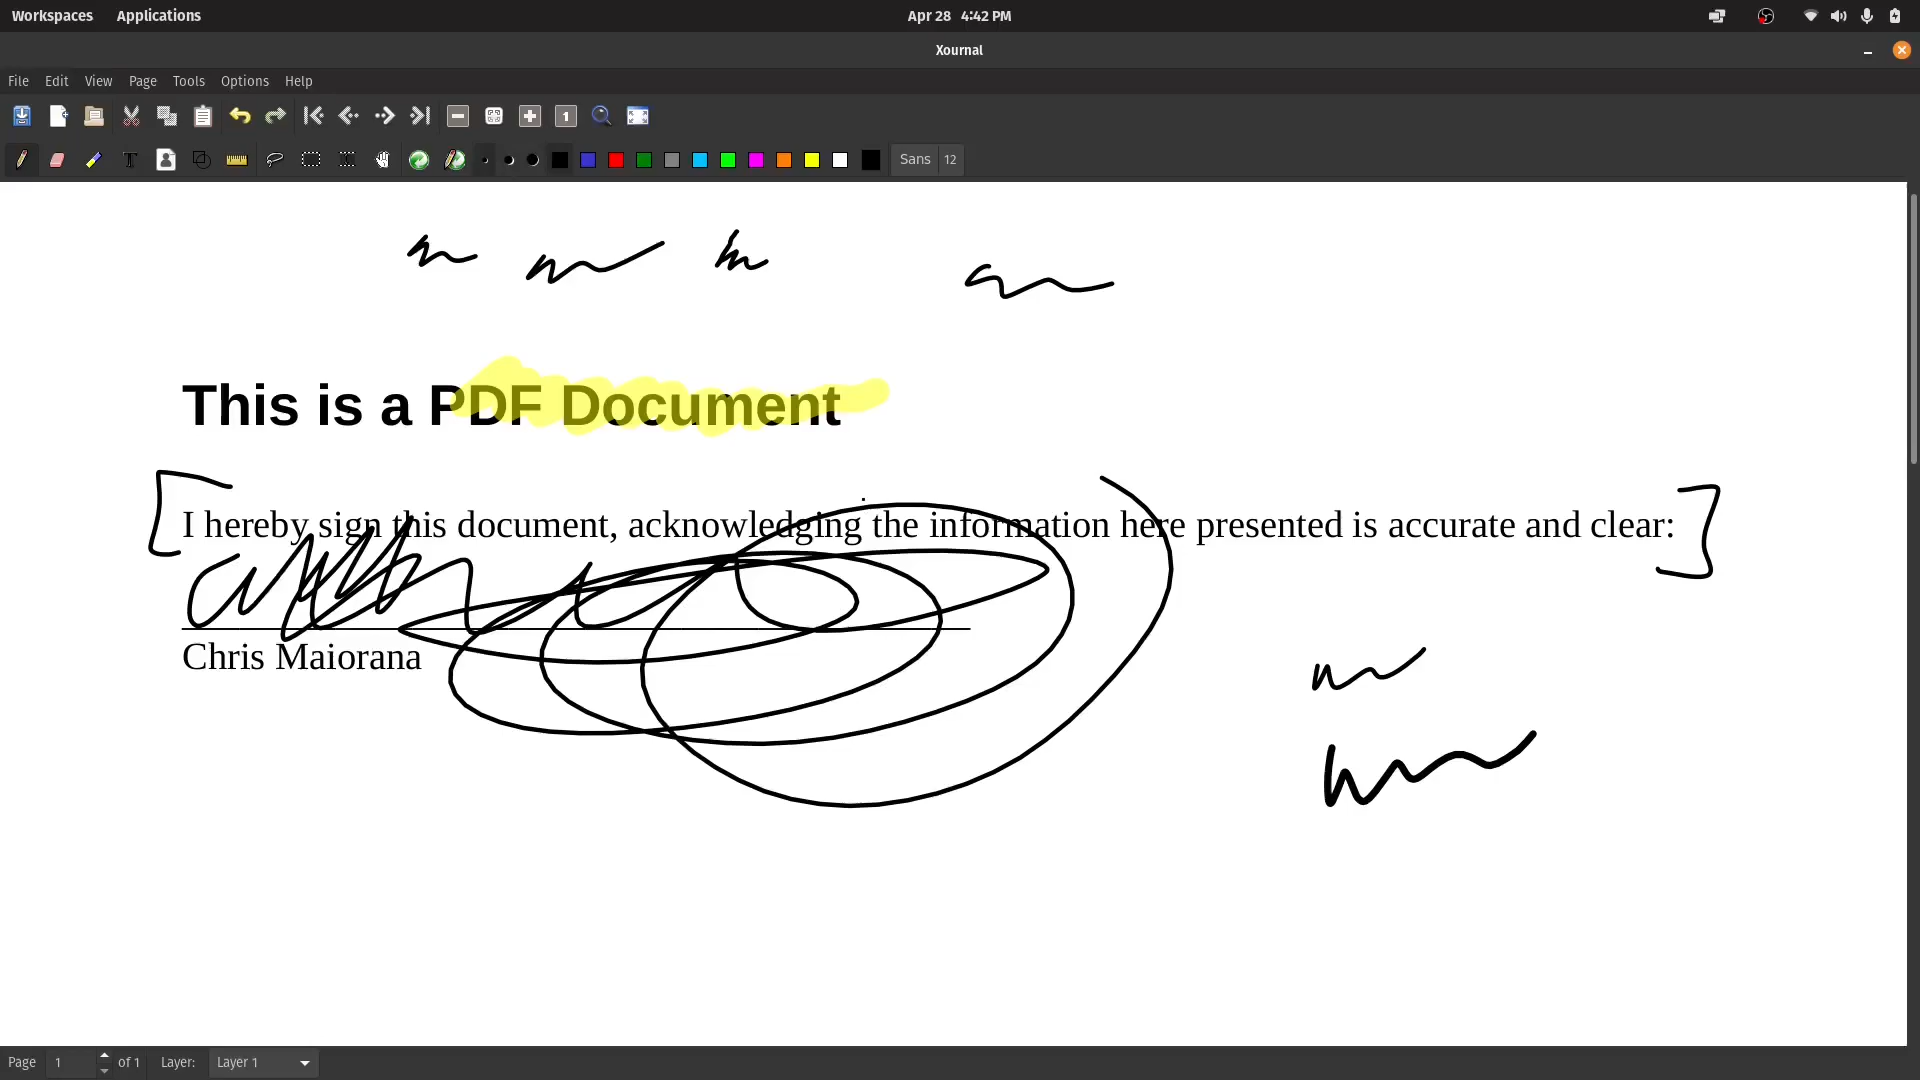 Workspaces Applications Apr 28 4:42 PM
Xournal
File Edit View Page Tools Options Help
1
T Sans 12
This is a PDF Document
I hereby sign this document, acknowledging the information here presented is accurate and clear:
Chris Maiorana
Page 1 of 1 Layer: Layer 1